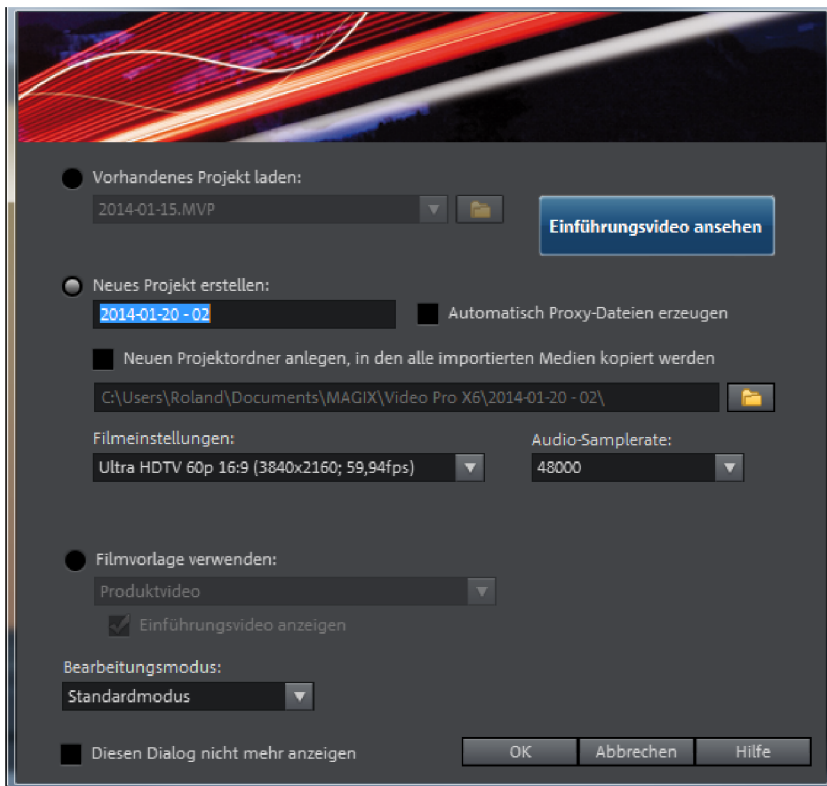 Vorhandenes Projekt laden:
2014-01-15.MVP
Einführungsvideo ansehen
Neues Projekt erstellen:
2014-01-20 - 02
Automatisch Proxy-Dateien erzeugen
Neuen Projektordner anlegen, in den alle importierten Medien kopiert werden
C:\Users\Roland\Documents\MAGIX\Video Pro X6\2014-01-20 - 02\
Filmeinstellungen:
Audio-Samplerate:
Ultra HDTV 60p 16:9 (3840x2160; 59,94fps)
48000
Filmvorlage verwenden:
Produktvideo
Einführungsvideo anzeigen
Bearbeitungsmodus:
Standardmodus
Diesen Dialog nicht mehr anzeigen
OK
Abbrechen
Hilfe